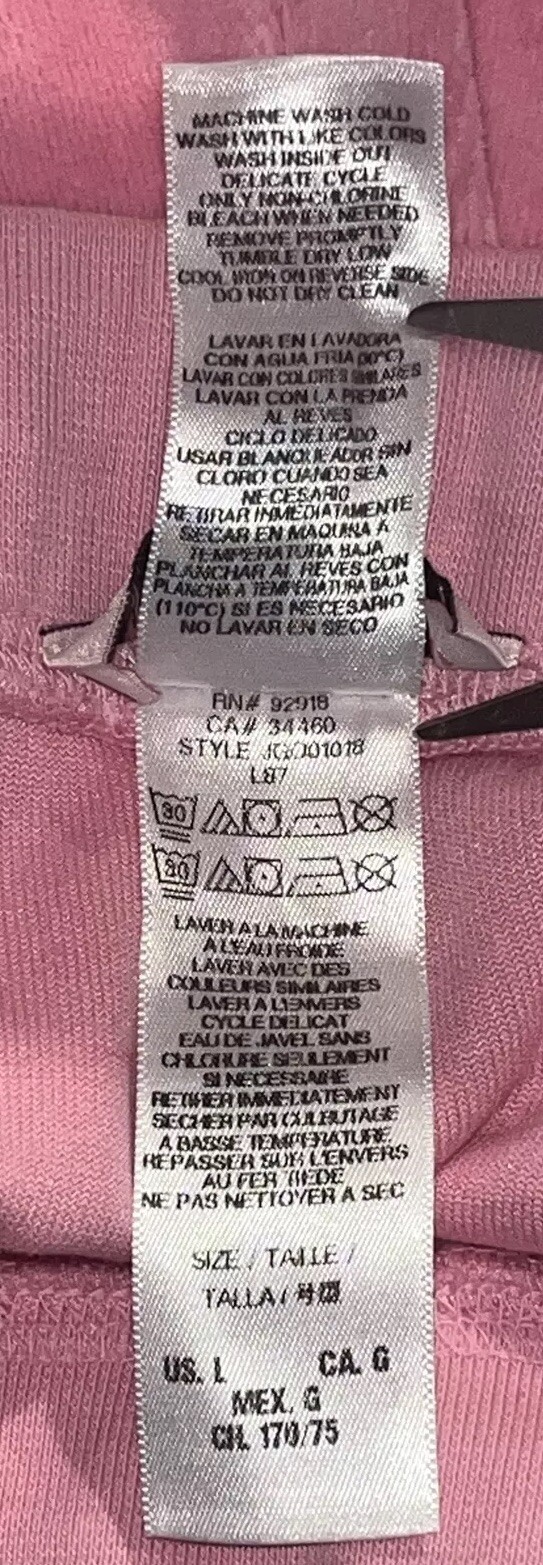 MACHINE WASH COLD
WASH WITH LIKE COLORS
WASH INSIDE OUT
DELICATE CYCLE
ONLY NON-CHLORINE
BLEACH WHEN NEEDED
REMOVE PROMPTLY
TUMBLE DRY LOW
COOL IRON ON REVERSE SIDE
DO NOT DRY CLEAN
LAVAR EN LAVADORA
CON AGUA FRIA (30°C)
LAVAR CON COLORES SIMILARES
LAVAR CON LA PRENDA
AL REVES
CICLO DELICADO
USAR BLANQUEADOR SIN
CLORO CUANDO SEA
NECESARIO
RETIRAR IMMEDIATAMENTE
SECAR EN MAQUINA A
TEMPERATURA BAJA
PLANCHAR AL REVES CON
PLANCHA A TEMPERATURA BAJA
(110°C) SI ES NECESARIO
NO LAVAR EN SECO
RN# 92918
CA# 34460
STYLE JGO01018
L87
30
30
LAVER A LA MACHINE
A L'EAU FROIDE
LAVER AVEC DES
COULEURS SIMILAIRES
LAVER A L'ENVERS
CYCLE DELICAT
EAU DE JAVEL SANS
CHLORURE SEULEMENT
SI NECESSAIRE
RETIRER IMMEDIATEMENT
SECHER PAR CULBUTAGE
A BASSE TEMPERATURE
REPASSER SUR L'ENVERS
AU FER TIEDE
NE PAS NETTOYER A SEC
SIZE / TAILLE /
TALLA / 号型
US. L CA. G
MEX. G
CH. 170/75